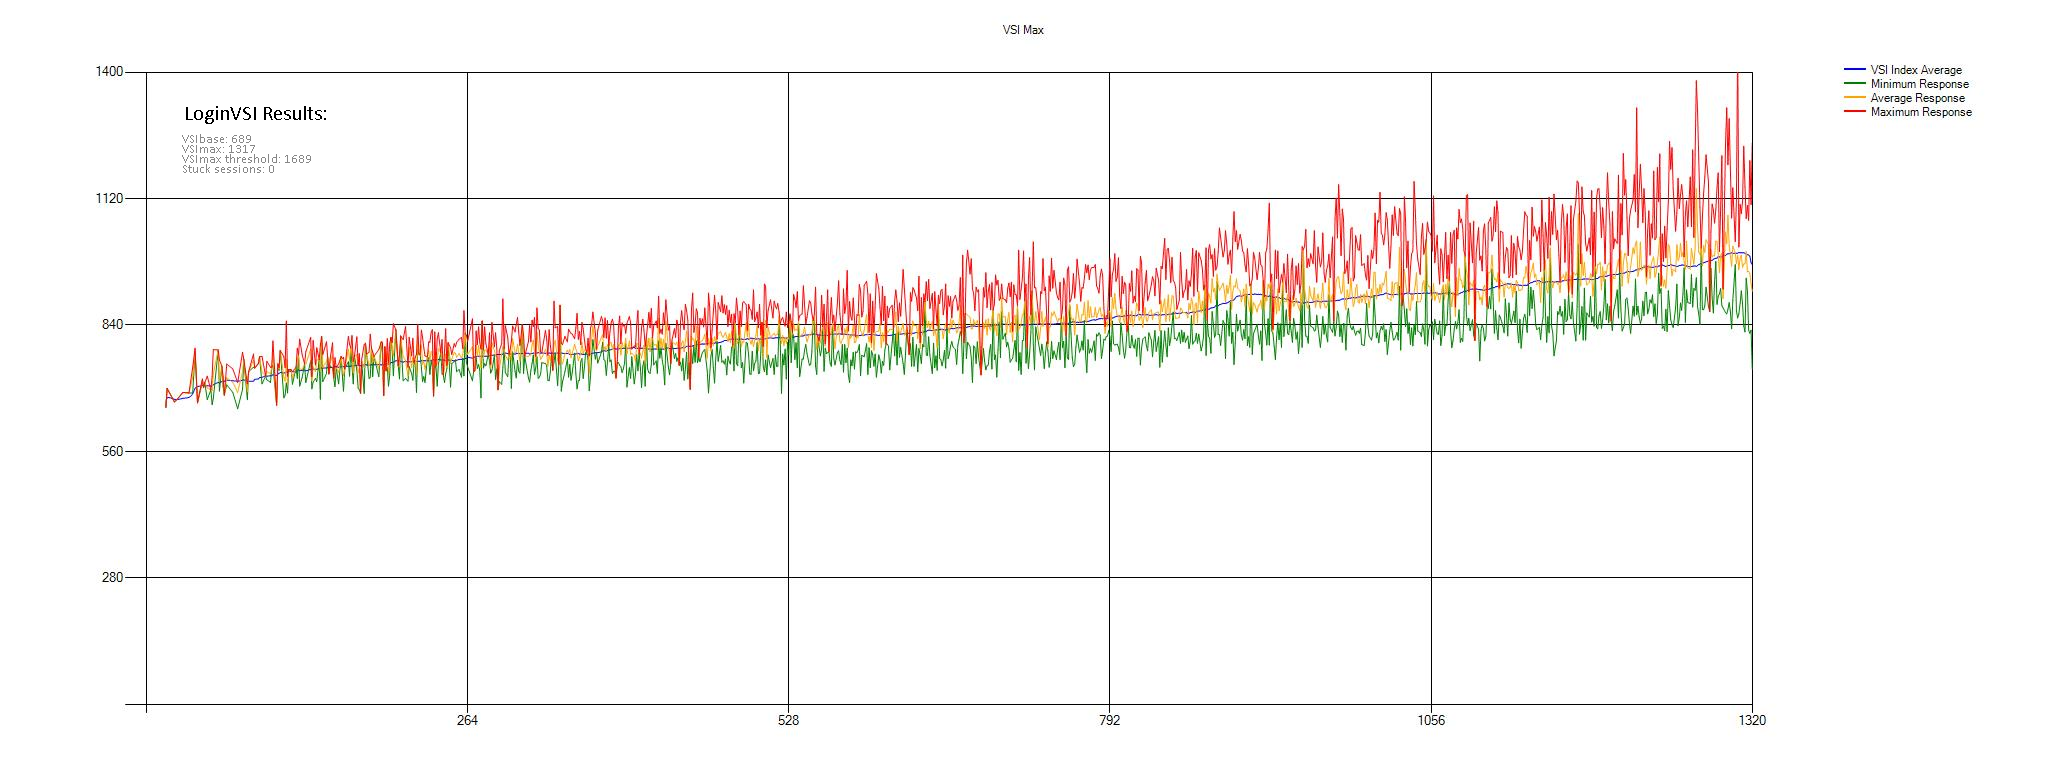 VSI Max
1400
1120
840
560
280
264
528
792
1056
1320
LoginVSI Results:
VSIbase: 689
VSImax: 1317
VSImax threshold: 1689
Stuck sessions: 0
VSI Index Average
Minimum Response
Average Response
Maximum Response